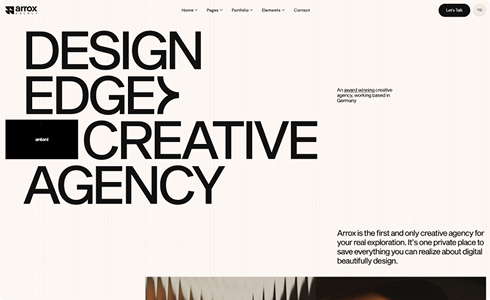 arrox
AGENCY
Home
Pages
Portfolio
Elements
Contact
Let's Talk
DESIGN
EDGE
CREATIVE
AGENCY
An award winning creative
agency, working based in
Germany
Arrox is the first and only creative agency for
your real exploration. It's one private place to
save everything you can realize about digital
beautifully design.